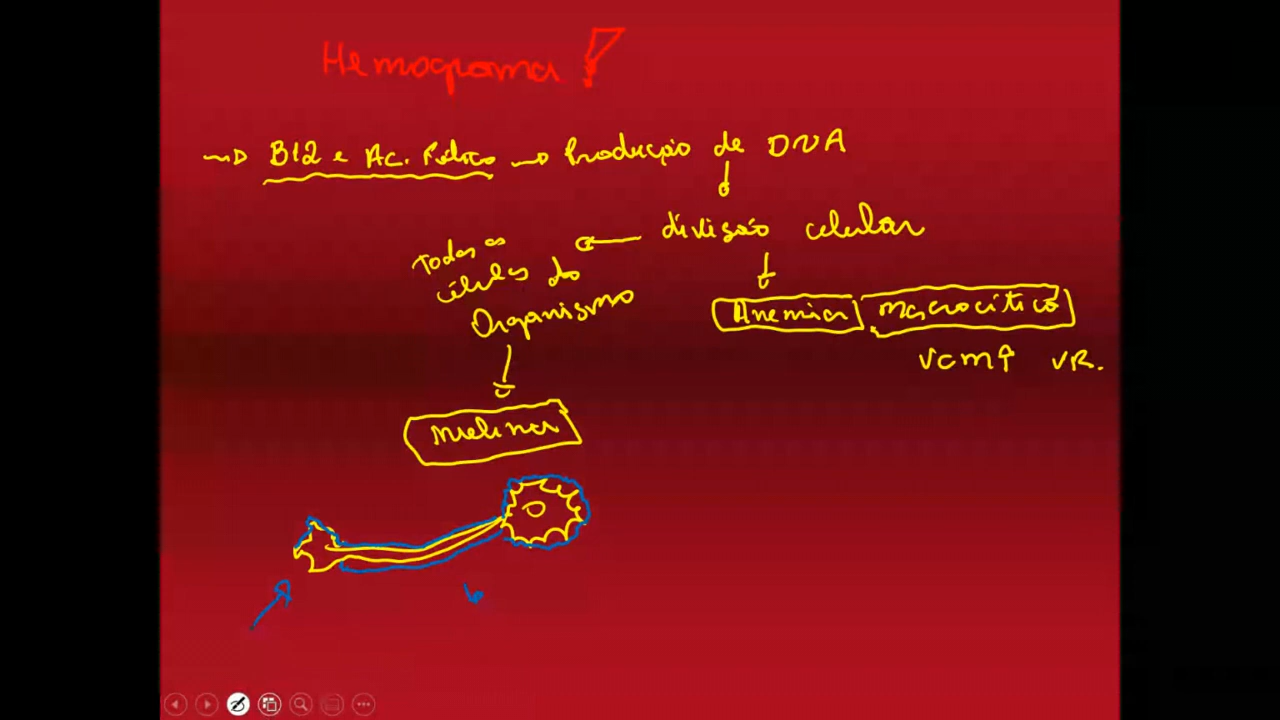 Hemograma!
→ B12 e Ac. Fólico → Produção de DNA
divisão celular
Todas as
células do
Organismo
Anemia Macrocítica
VCM↑ VR.
Mielina